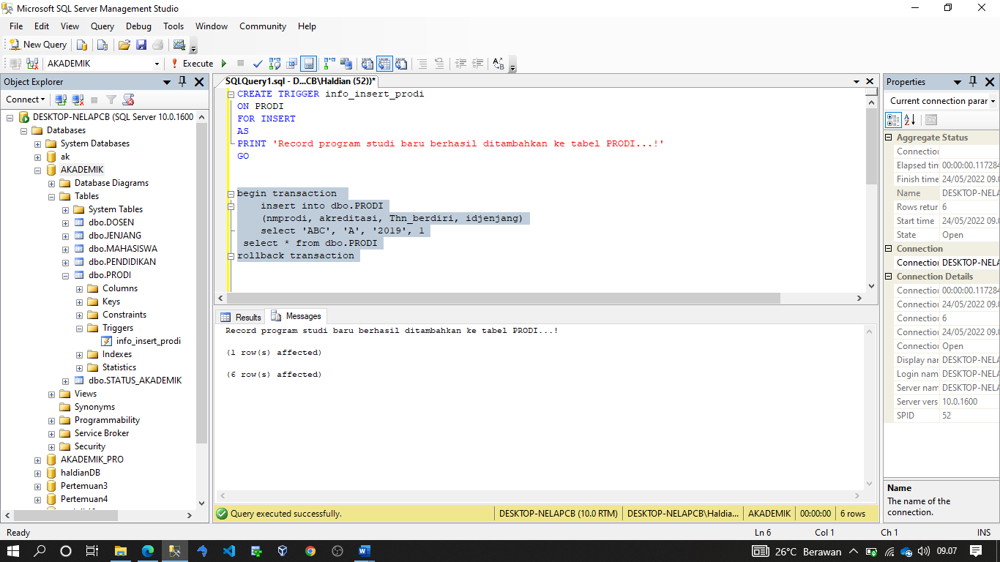 Microsoft SQL Server Management Studio
File Edit View Query Debug Tools Window Community Help
New Query
AKADEMIK
Execute
Object Explorer
Connect
DESKTOP-NELAPCB (SQL Server 10.0.1600
Databases
System Databases
ak
AKADEMIK
Database Diagrams
Tables
System Tables
dbo.DOSEN
dbo.JENJANG
dbo.MAHASISWA
dbo.PENDIDIKAN
dbo.PRODI
Columns
Keys
Constraints
Triggers
info_insert_prodi
Indexes
Statistics
dbo.STATUS_AKADEMIK
Views
Synonyms
Programmability
Service Broker
Security
AKADEMIK_PRO
haldianDB
Pertemuan3
Pertemuan4
SQLQuery1.sql - D...CB\Haldian (52))*
CREATE TRIGGER info_insert_prodi
ON PRODI
FOR INSERT
AS
PRINT 'Record program studi baru berhasil ditambahkan ke tabel PRODI...!'
GO
begin transaction
insert into dbo.PRODI
(nmprodi, akreditasi, Thn_berdiri, idjenjang)
select 'ABC', 'A', '2019', 1
select * from dbo.PRODI
rollback transaction
Results Messages
Record program studi baru berhasil ditambahkan ke tabel PRODI...!
(1 row(s) affected)
(6 row(s) affected)
Query executed successfully. DESKTOP-NELAPCB (10.0 RTM) DESKTOP-NELAPCB\Haldia... AKADEMIK 00:00:00 6 rows
Properties
Current connection parar
Aggregate Status
Connection
Elapsed tim 00:00:00.117284
Finish time 24/05/2022 09.0
Name DESKTOP-NELA
Rows retur 6
Start time 24/05/2022 09.0
State Open
Connection
Connection DESKTOP-NELA
Connection Details
Connection 00:00:00.117284
Connection 24/05/2022 09.0
Connection 6
Connection 24/05/2022 09.0
Connection Open
Display nar DESKTOP-NELA
Login nam DESKTOP-NELA
Server nam DESKTOP-NELA
Server vers 10.0.1600
SPID 52
Name
The name of the
connection.
Ready Ln 6 Col 1 Ch 1 INS
26°C Berawan 09.07